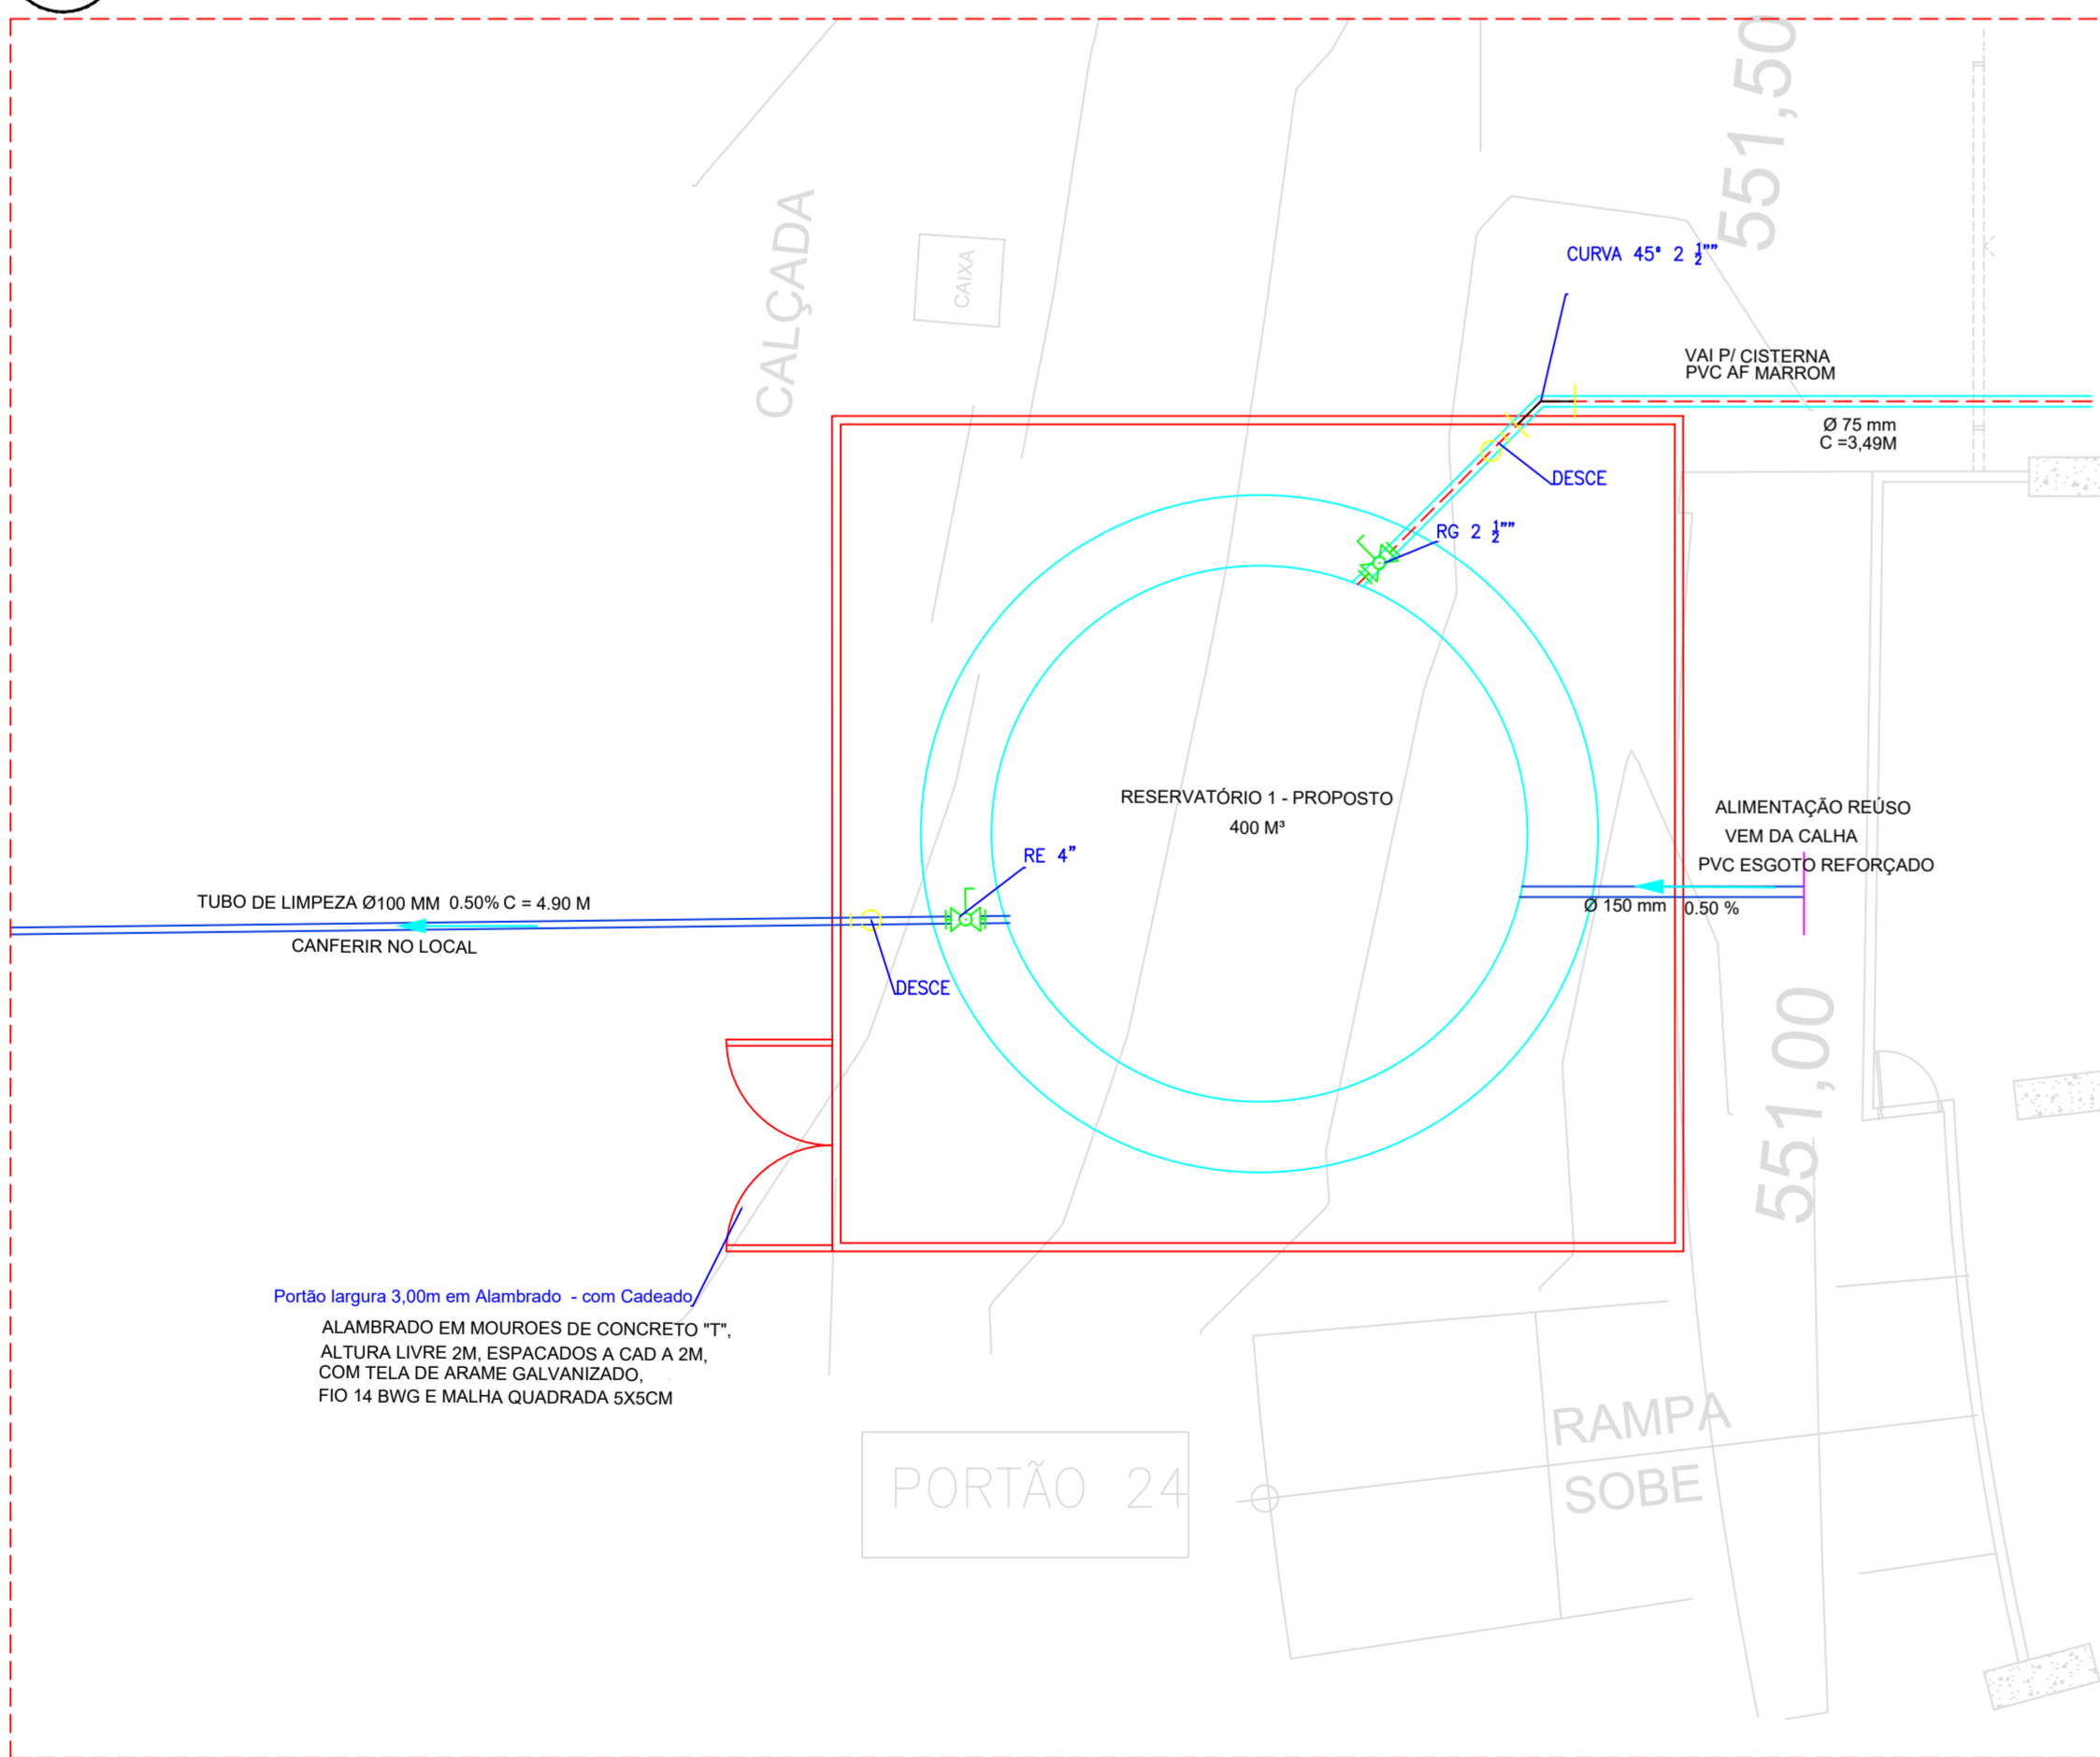 551,50
CALÇADA
CAIXA
CURVA 45° 2 1/2""
VAI P/ CISTERNA
PVC AF MARROM
Ø 75 mm
C =3,49M
DESCE
RG 2 1/2""
RESERVATÓRIO 1 - PROPOSTO
400 M³
ALIMENTAÇÃO REÚSO
VEM DA CALHA
PVC ESGOTO REFORÇADO
Ø 150 mm 0.50 %
RE 4"
TUBO DE LIMPEZA Ø100 MM 0.50% C = 4.90 M
CANFERIR NO LOCAL
DESCE
551,00
Portão largura 3,00m em Alambrado - com Cadeado
ALAMBRADO EM MOUROES DE CONCRETO "T",
ALTURA LIVRE 2M, ESPACADOS A CAD A 2M,
COM TELA DE ARAME GALVANIZADO,
FIO 14 BWG E MALHA QUADRADA 5X5CM
PORTÃO 24
RAMPA
SOBE